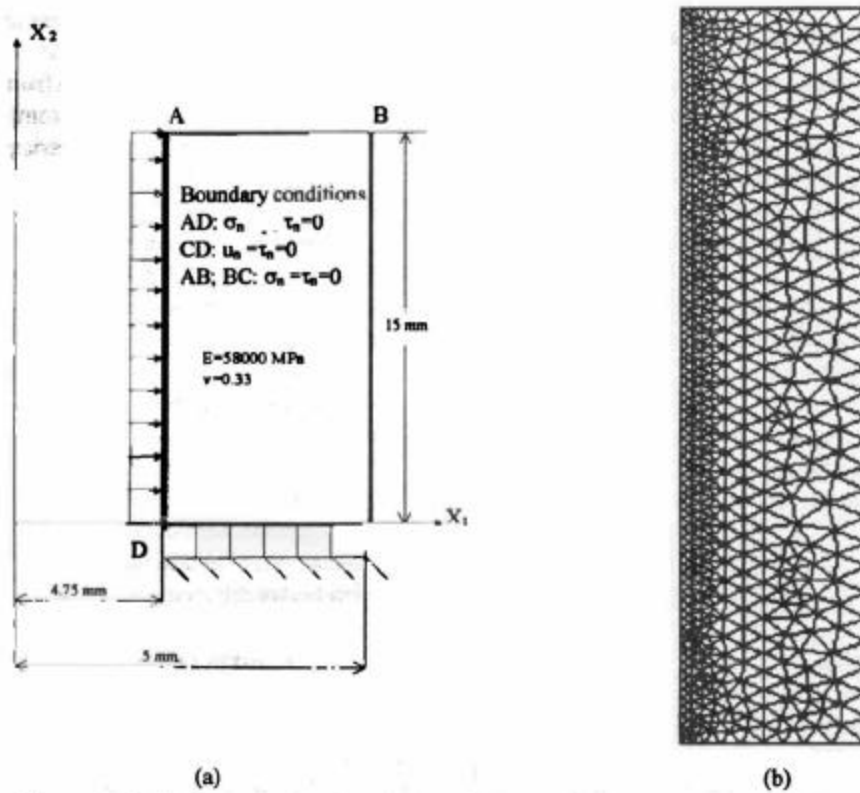 X₂
A
B
Boundary conditions
AD: σₙ τₙ=0
CD: uₙ =τₙ=0
AB; BC: σₙ =τₙ=0
15 mm
E=58000 MPa
v=0.33
X₁
D
4.75 mm
5 mm
(a)
(b)